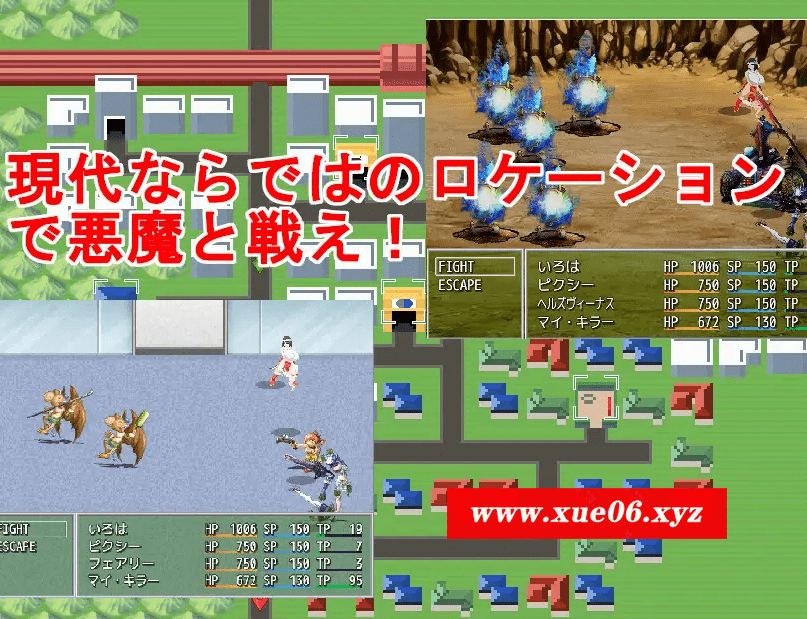 現代ならではのロケーション
で悪魔と戦え！
FIGHT
ESCAPE
いろは HP 1006 SP 150 TP
ピクシー HP 750 SP 150 TP
ヘルズヴィーナス HP 750 SP 150 TP
マイ・キラー HP 672 SP 130 TP
www.xue06.xyz
FIGHT
ESCAPE
いろは HP 1006 SP 150 TP 19
ピクシー HP 750 SP 150 TP 7
フェアリー HP 750 SP 150 TP 3
マイ・キラー HP 672 SP 130 TP 95